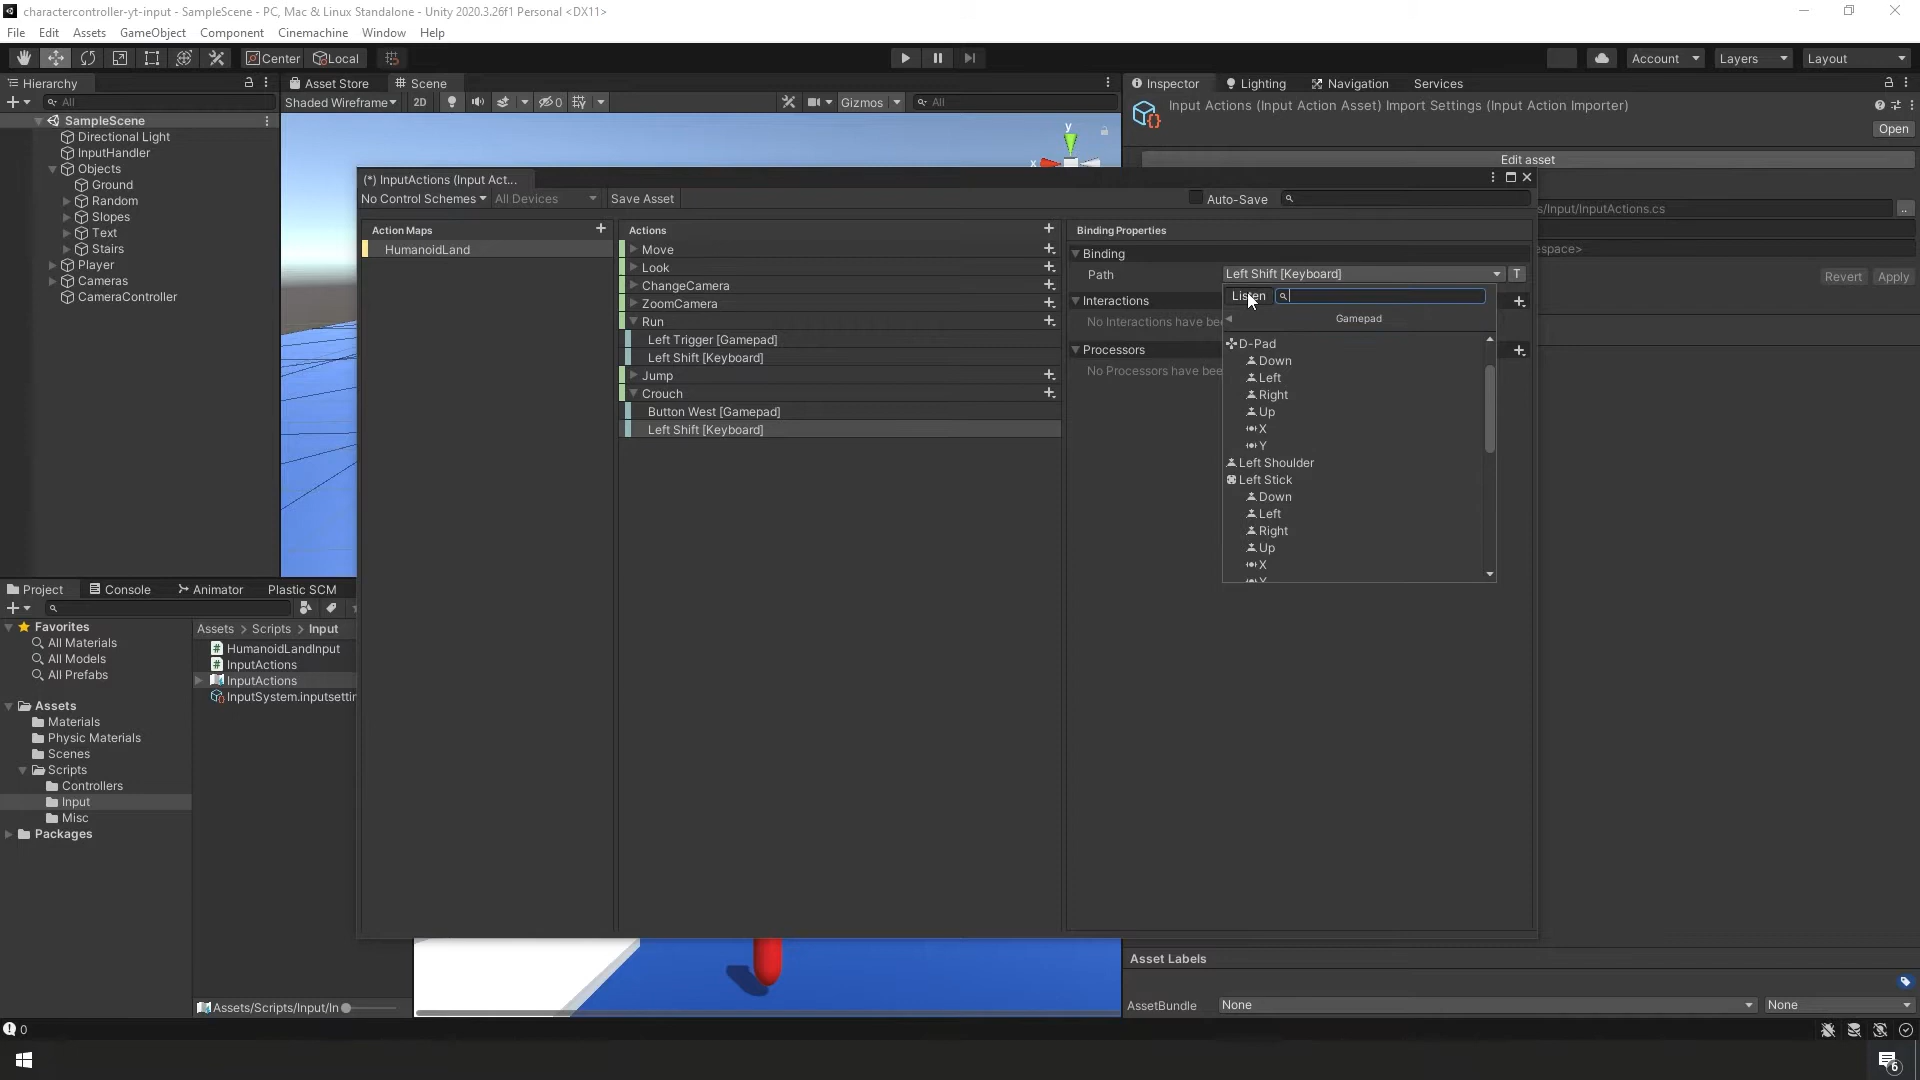 charactercontroller-yt-input - SampleScene - PC, Mac & Linux Standalone - Unity 2020.3.26f1 Personal <DX11>
File Edit Assets GameObject Component Cinemachine Window Help
Center Local Account Layers Layout
Hierarchy
All
SampleScene
Directional Light
InputHandler
Objects
Ground
Random
Slopes
Text
Stairs
Player
Cameras
CameraController
Asset Store Scene
Shaded Wireframe 2D 0 Gizmos All
y
x
Inspector Lighting Navigation Services
Input Actions (Input Action Asset) Import Settings (Input Action Importer)
Open
Edit asset
s/Input/InputActions.cs ..
espace>
Revert Apply
(*) InputActions (Input Act...
No Control Schemes All Devices Save Asset Auto-Save
Action Maps
HumanoidLand
Actions
Move
Look
ChangeCamera
ZoomCamera
Run
Left Trigger [Gamepad]
Left Shift [Keyboard]
Jump
Crouch
Button West [Gamepad]
Left Shift [Keyboard]
Binding Properties
Binding
Path Left Shift [Keyboard] T
Interactions
No Interactions have bee
Processors
No Processors have bee
Listen
Gamepad
D-Pad
Down
Left
Right
Up
X
Y
Left Shoulder
Left Stick
Down
Left
Right
Up
X
Y
Project Console Animator Plastic SCM
Favorites
All Materials
All Models
All Prefabs
Assets
Materials
Physic Materials
Scenes
Scripts
Controllers
Input
Misc
Packages
Assets > Scripts > Input
HumanoidLandInput
InputActions
InputActions
InputSystem.inputsettin
Assets/Scripts/Input/In
Asset Labels
AssetBundle None None
0
6